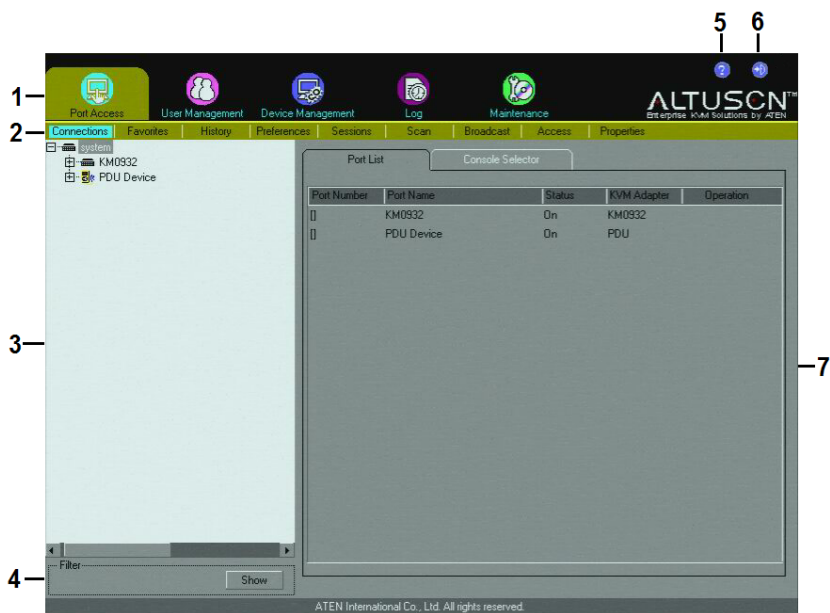 5 6
1
Port Access User Management Device Management Log Maintenance
ALTUSCN™
Enterprise KVM Solutions by ATEN
2
Connections Favorites History Preferences Sessions Scan Broadcast Access Properties
system
KM0932
PDU Device
Port List Console Selector
Port Number Port Name Status KVM Adapter Operation
[] KM0932 On KM0932
[] PDU Device On PDU
3
7
4
Filter
Show
ATEN International Co., Ltd. All rights reserved.